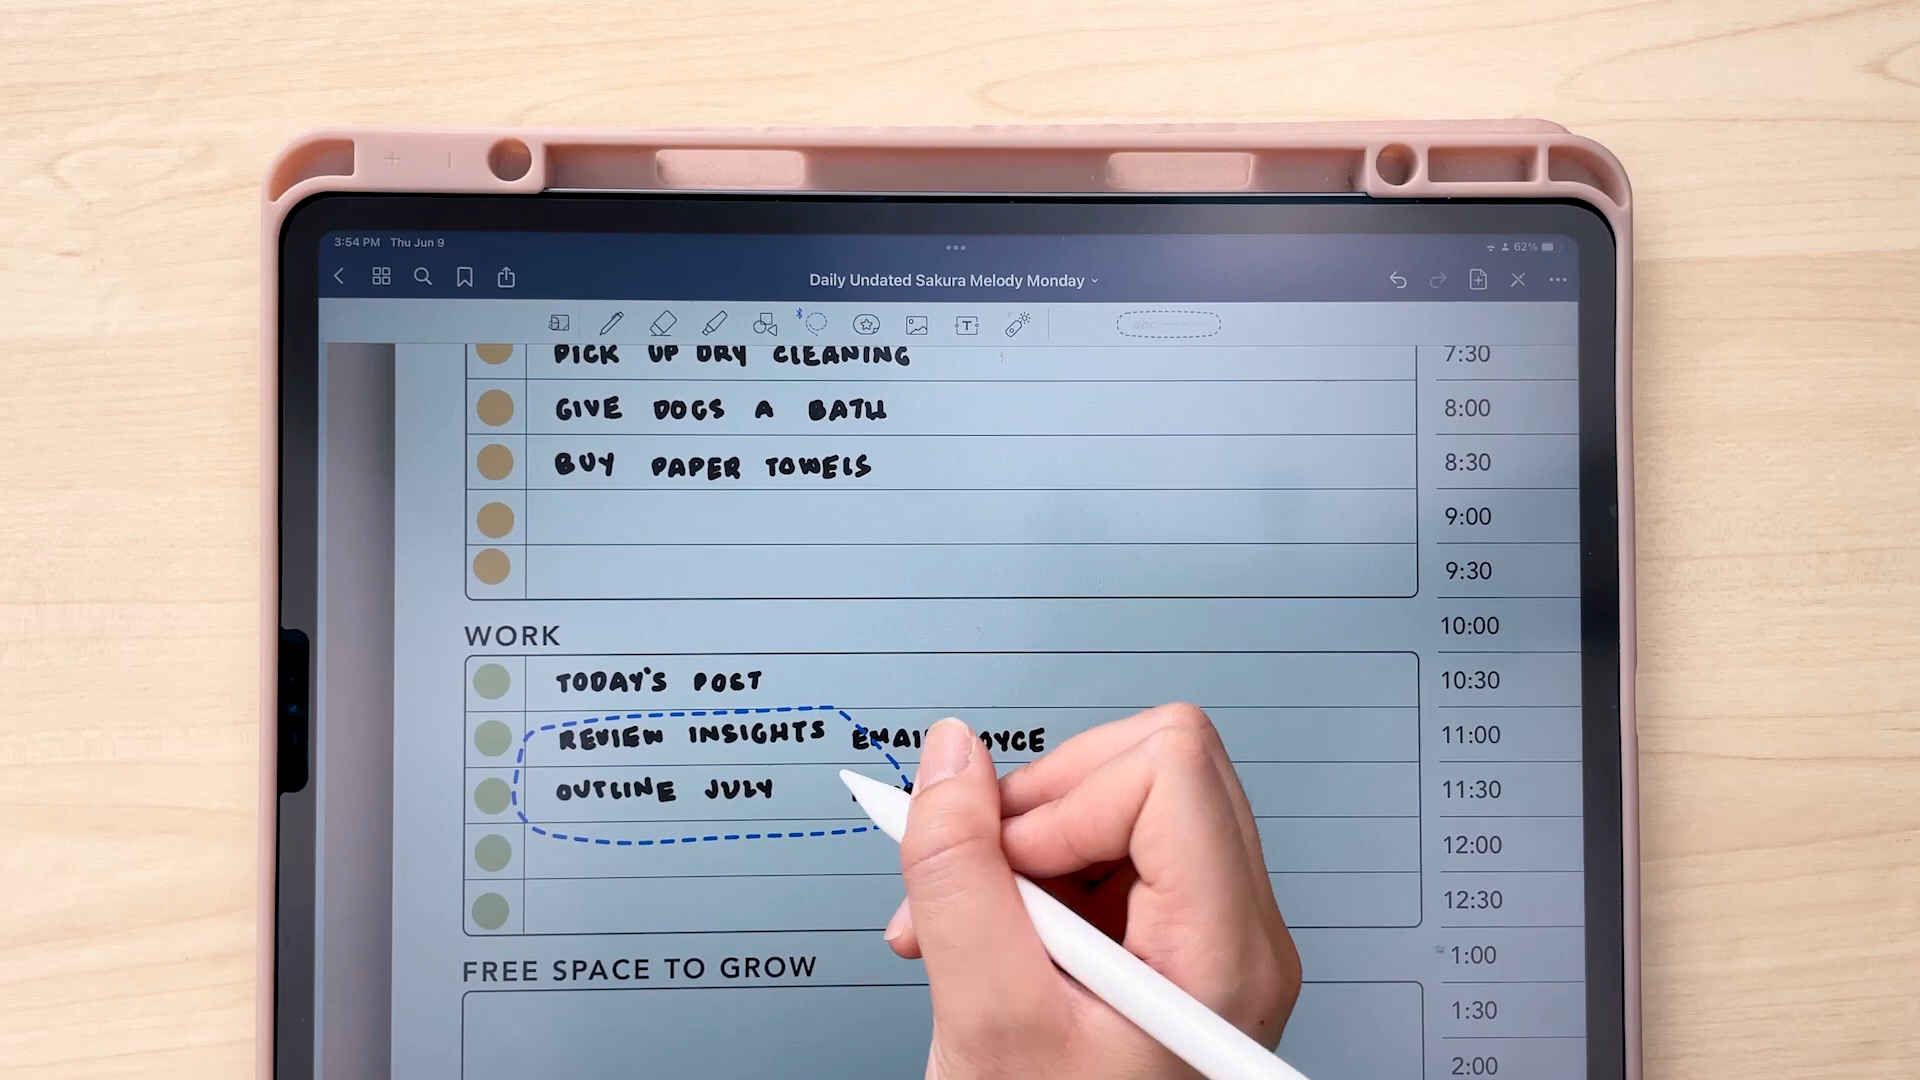 3:54 PM Thu Jun 9
62%
Daily Undated Sakura Melody Monday
abc
PICK UP DRY CLEANING
GIVE DOGS A BATH
BUY PAPER TOWELS
WORK
TODAY'S POST
REVIEW INSIGHTS EMAIL
OUTLINE JULY
FREE SPACE TO GROW
7:30
8:00
8:30
9:00
9:30
10:00
10:30
11:00
11:30
12:00
12:30
1:00
1:30
2:00